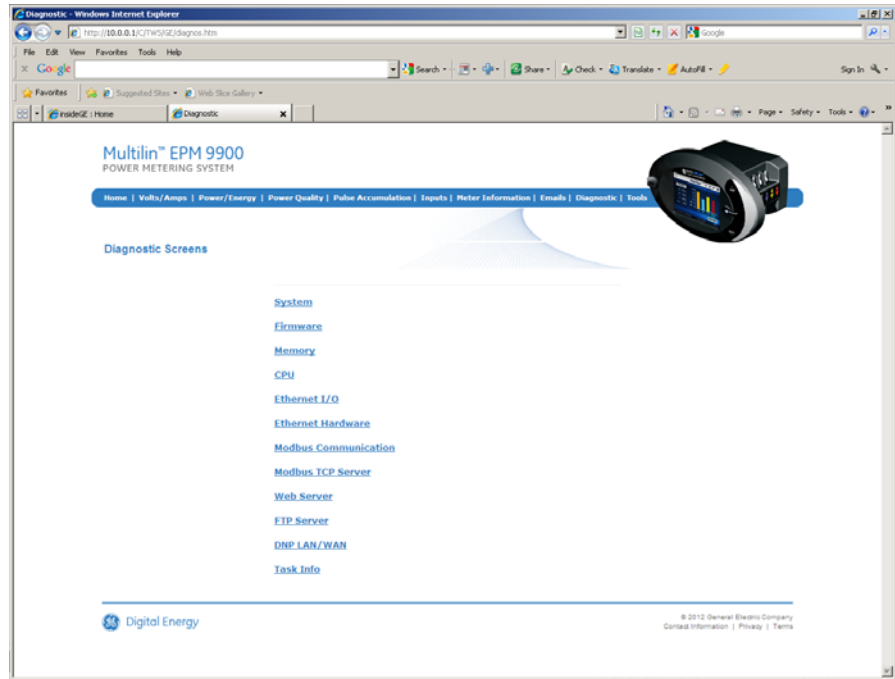 Diagnostic - Windows Internet Explorer
http://10.0.0.1/C/TWS/GE/diagnos.htm
Google
File Edit View Favorites Tools Help
x Google Search Share Check Translate AutoFill Sign In
Favorites Suggested Sites Web Slice Gallery
insideGE : Home Diagnostic x Page Safety Tools »
Multilin™ EPM 9900
POWER METERING SYSTEM
Home | Volts/Amps | Power/Energy | Power Quality | Pulse Accumulation | Inputs | Meter Information | Emails | Diagnostic | Tools
Diagnostic Screens
System
Firmware
Memory
CPU
Ethernet I/O
Ethernet Hardware
Modbus Communication
Modbus TCP Server
Web Server
FTP Server
DNP LAN/WAN
Task Info
Digital Energy
© 2012 General Electric Company
Contact Information | Privacy | Terms